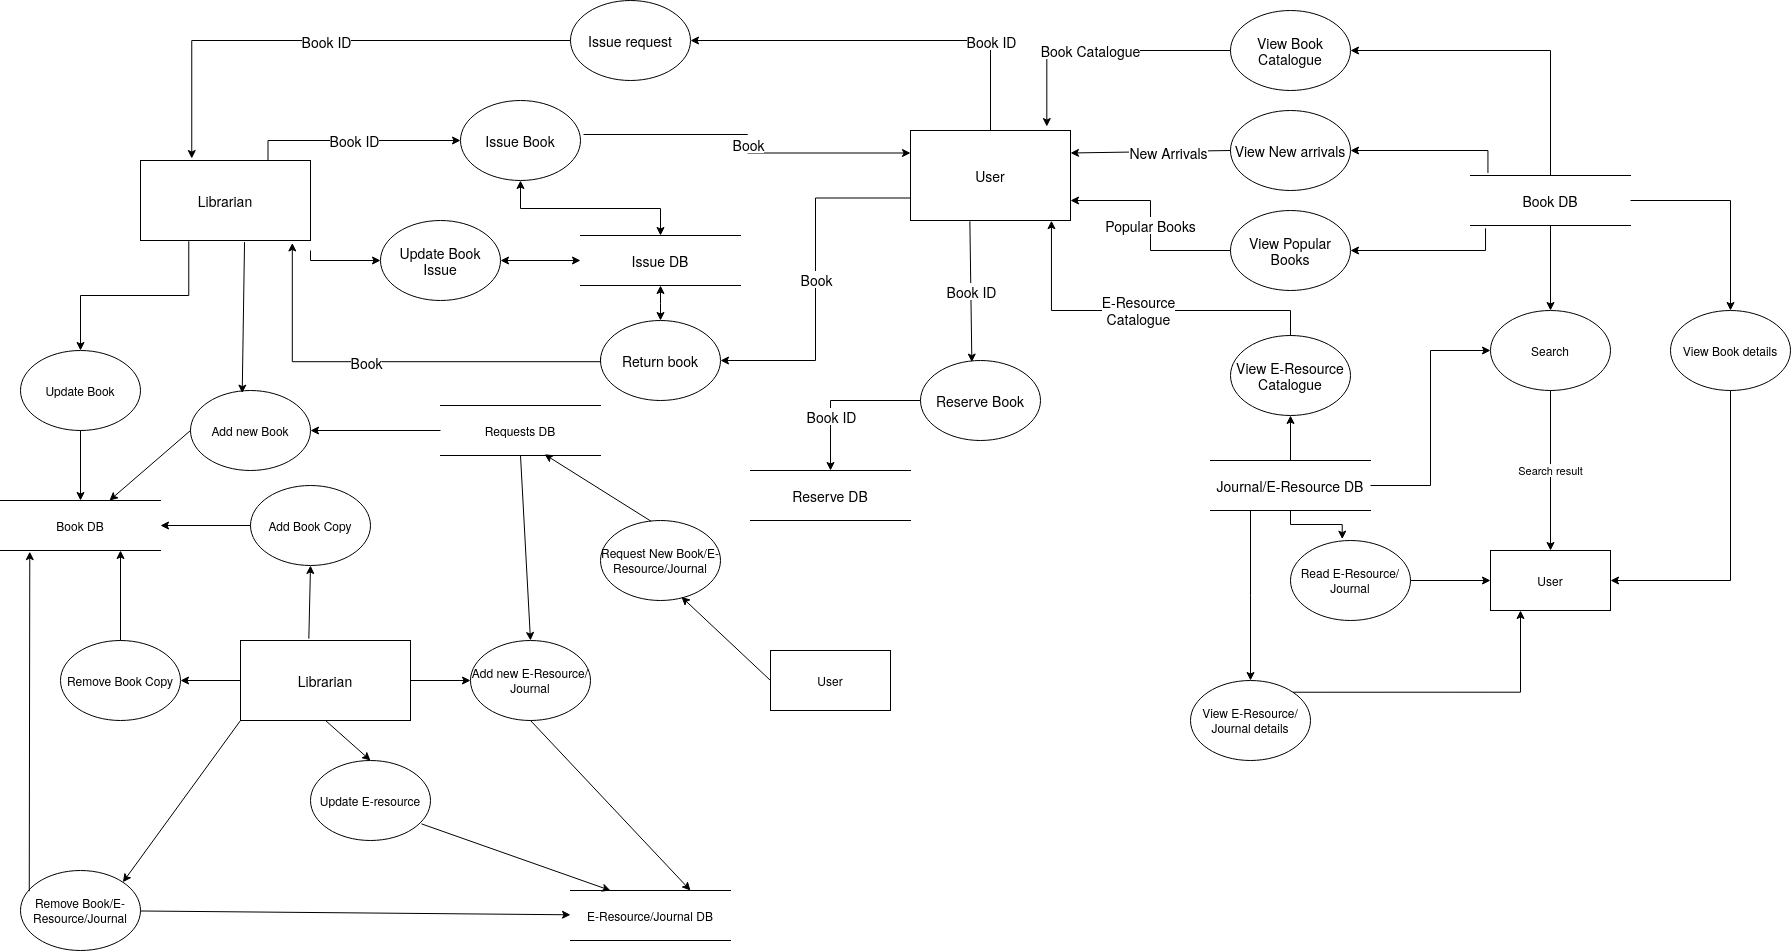 Book ID
Issue request
Book ID
Book Catalogue
View Book
Catalogue
Book ID
Issue Book
Book
New Arrivals
View New arrivals
Librarian
User
Book DB
Popular Books
View Popular
Books
Update Book
Issue
Issue DB
Book
Book ID
E-Resource
Catalogue
Book
Return book
View E-Resource
Catalogue
Search
View Book details
Update Book
Add new Book
Requests DB
Book ID
Reserve Book
Search result
Journal/E-Resource DB
Reserve DB
Book DB
Add Book Copy
Request New Book/E-
Resource/Journal
Read E-Resource/
Journal
User
Remove Book Copy
Librarian
Add new E-Resource/
Journal
User
View E-Resource/
Journal details
Update E-resource
Remove Book/E-
Resource/Journal
E-Resource/Journal DB